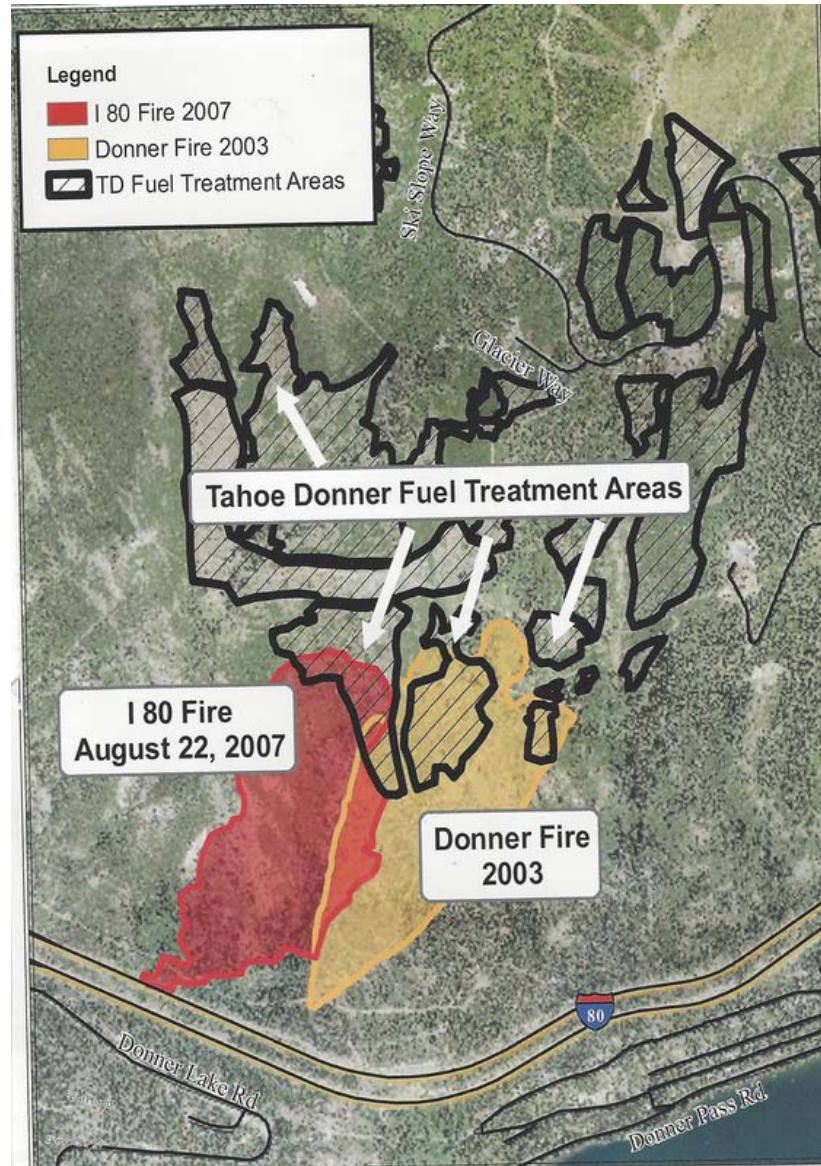 Legend
I 80 Fire 2007
Donner Fire 2003
TD Fuel Treatment Areas
Ski Slope Way
Glacier Way
Tahoe Donner Fuel Treatment Areas
I 80 Fire
August 22, 2007
Donner Fire
2003
80
Donner Lake Rd
Donner Pass Rd